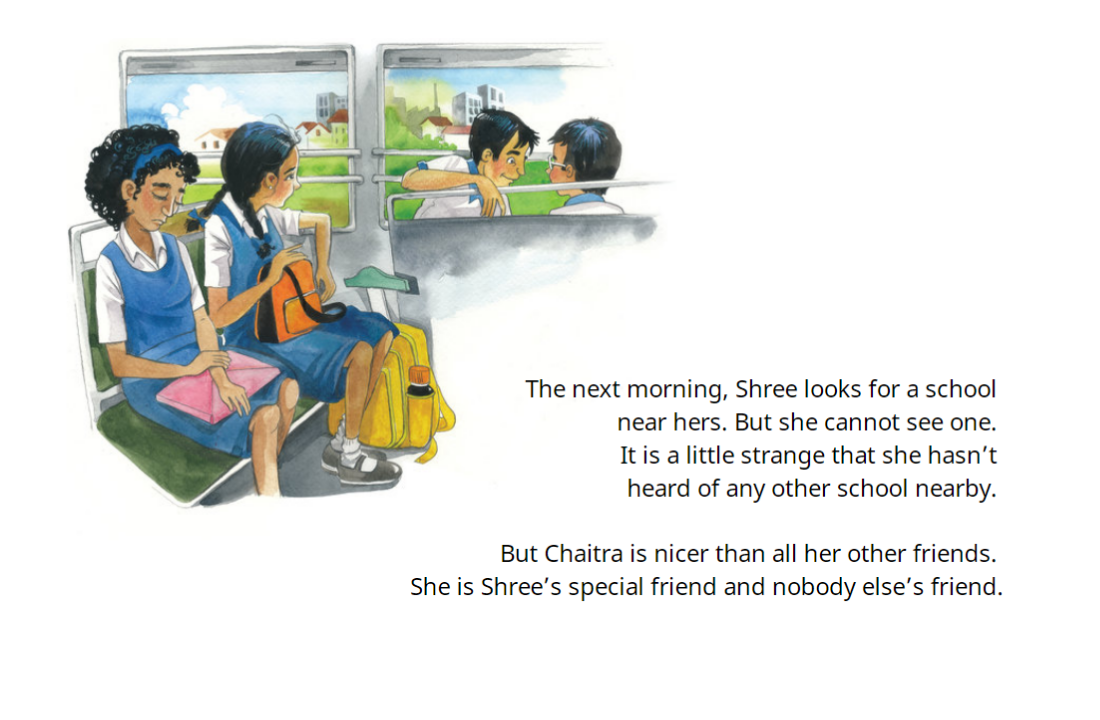 The next morning, Shree looks for a school
near hers. But she cannot see one.
It is a little strange that she hasn’t
heard of any other school nearby.
But Chaitra is nicer than all her other friends.
She is Shree’s special friend and nobody else’s friend.